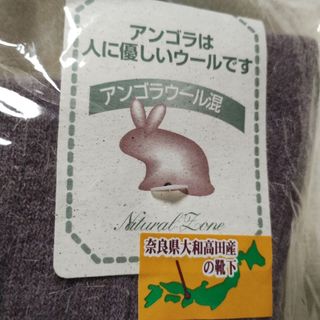 アンゴラは
人に優しいウールです
アンゴラウール混
Natural Zone
奈良県大和高田産
の靴下